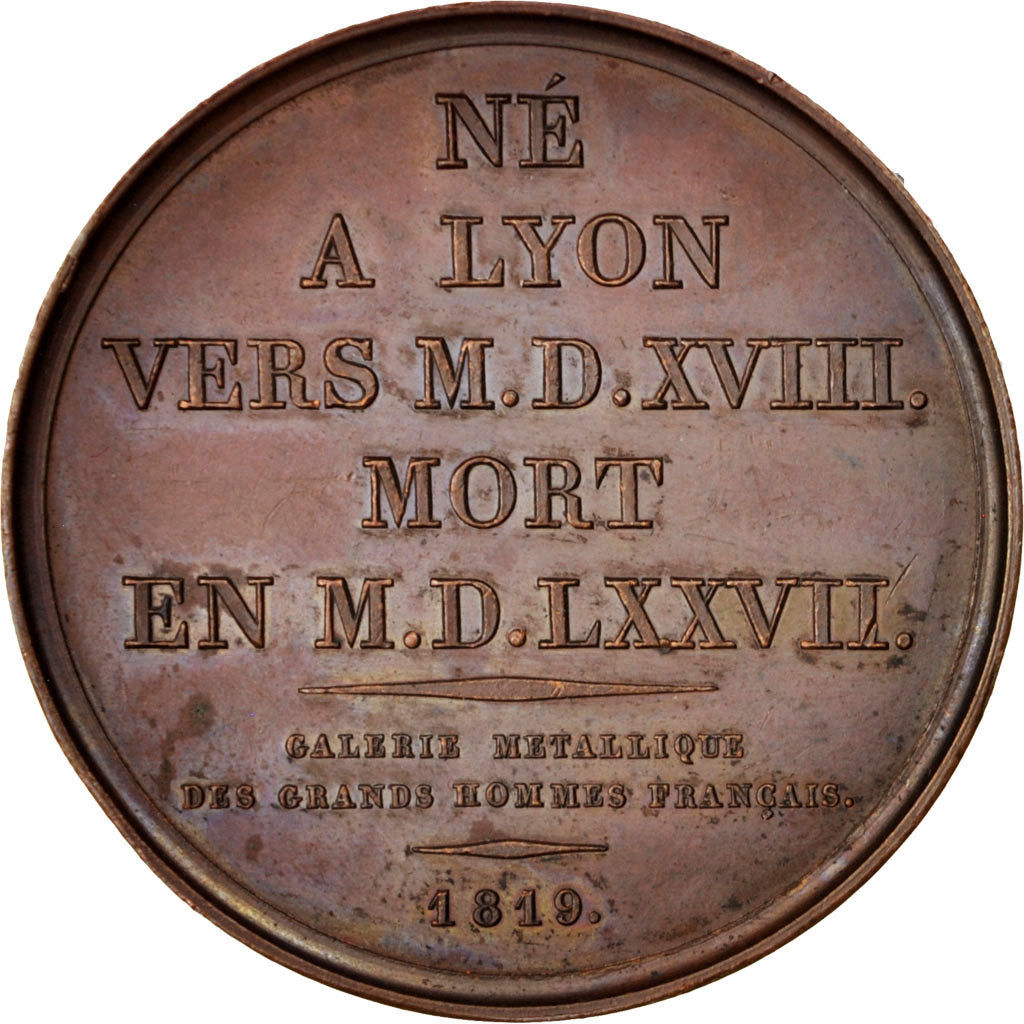 NÉ
A LYON
VERS M.D.XVIII.
MORT
EN M.D.LXXVII.
GALERIE METALLIQUE
DES GRANDS HOMMES FRANÇAIS.
1819.